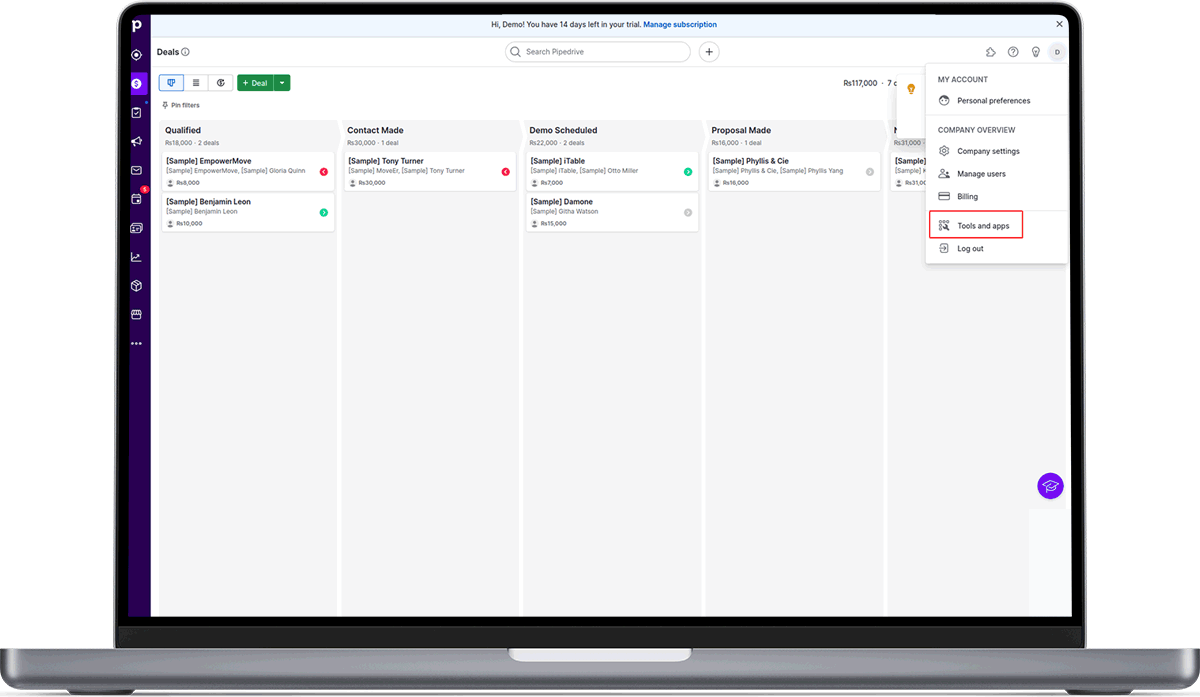 p
Hi, Demo! You have 14 days left in your trial. Manage subscription
Deals
Search Pipedrive
D
+ Deal
Rs117,000 · 7
Pin filters
6
MY ACCOUNT
Personal preferences
COMPANY OVERVIEW
Company settings
Manage users
Billing
Tools and apps
Log out
Qualified
Rs18,000 · 2 deals
[Sample] EmpowerMove
[Sample] EmpowerMove, [Sample] Gloria Quinn
Rs8,000
[Sample] Benjamin Leon
[Sample] Benjamin Leon
Rs10,000
Contact Made
Rs30,000 · 1 deal
[Sample] Tony Turner
[Sample] MoveEr, [Sample] Tony Turner
Rs30,000
Demo Scheduled
Rs22,000 · 2 deals
[Sample] iTable
[Sample] iTable, [Sample] Otto Miller
Rs7,000
[Sample] Damone
[Sample] Githa Watson
Rs15,000
Proposal Made
Rs16,000 · 1 deal
[Sample] Phyllis & Cie
[Sample] Phyllis & Cie, [Sample] Phyllis Yang
Rs16,000
Rs31,000
[Sample]
[Sample]